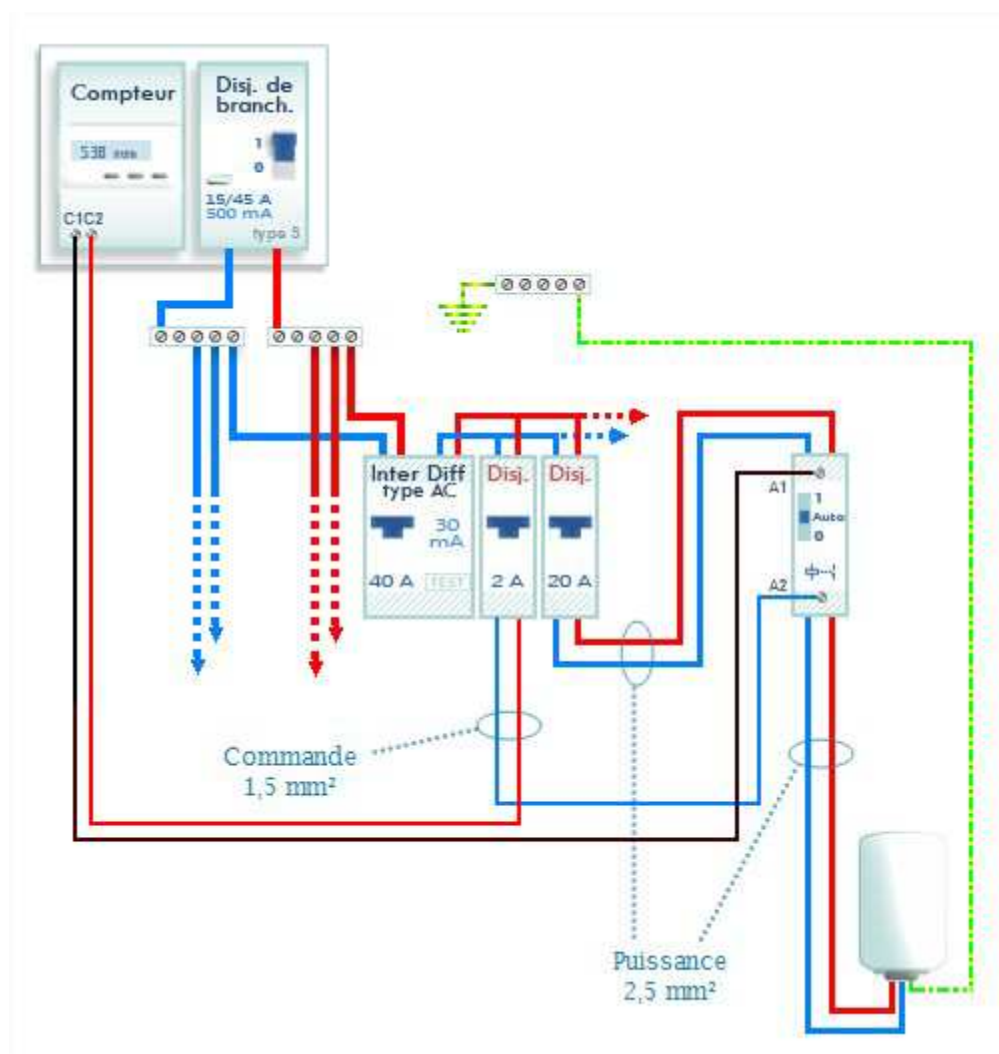 Compteur
Disj. de
branch.
1
0
15/45 A
500 mA
type S
538
C1C2
Inter Diff
type AC
30
mA
40 A
TEST
Disj.
2 A
Disj.
20 A
A1
1
Auto
0
A2
Commande
1,5 mm²
Puissance
2,5 mm²